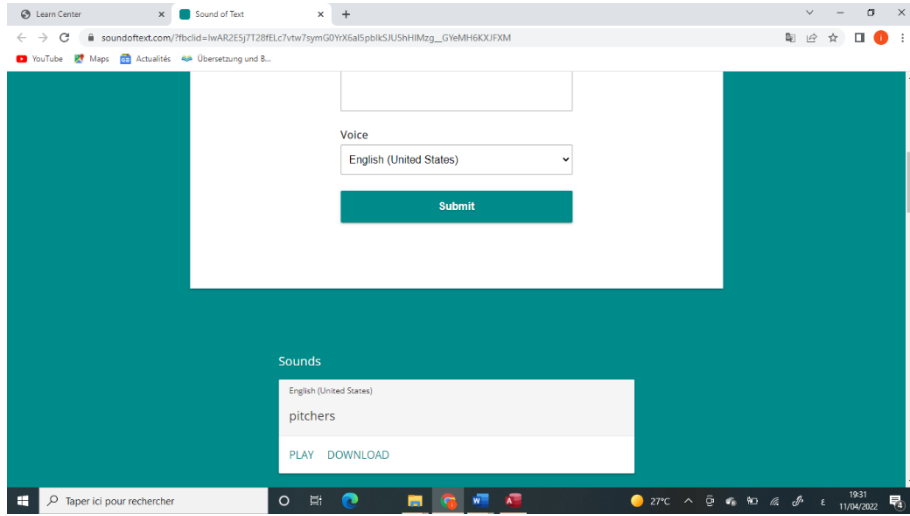 Learn Center
Sound of Text
soundoftext.com/?fbclid=IwAR2E5j7T28fELc7vtw7symG0YrX6aI5pbIkSJU5hHIMzg__GYeMH6KXJFXM
YouTube Maps Actualités Übersetzung und B...
Voice
English (United States)
Submit
Sounds
English (United States)
pitchers
PLAY DOWNLOAD
Taper ici pour rechercher
27°C
19:31
11/04/2022